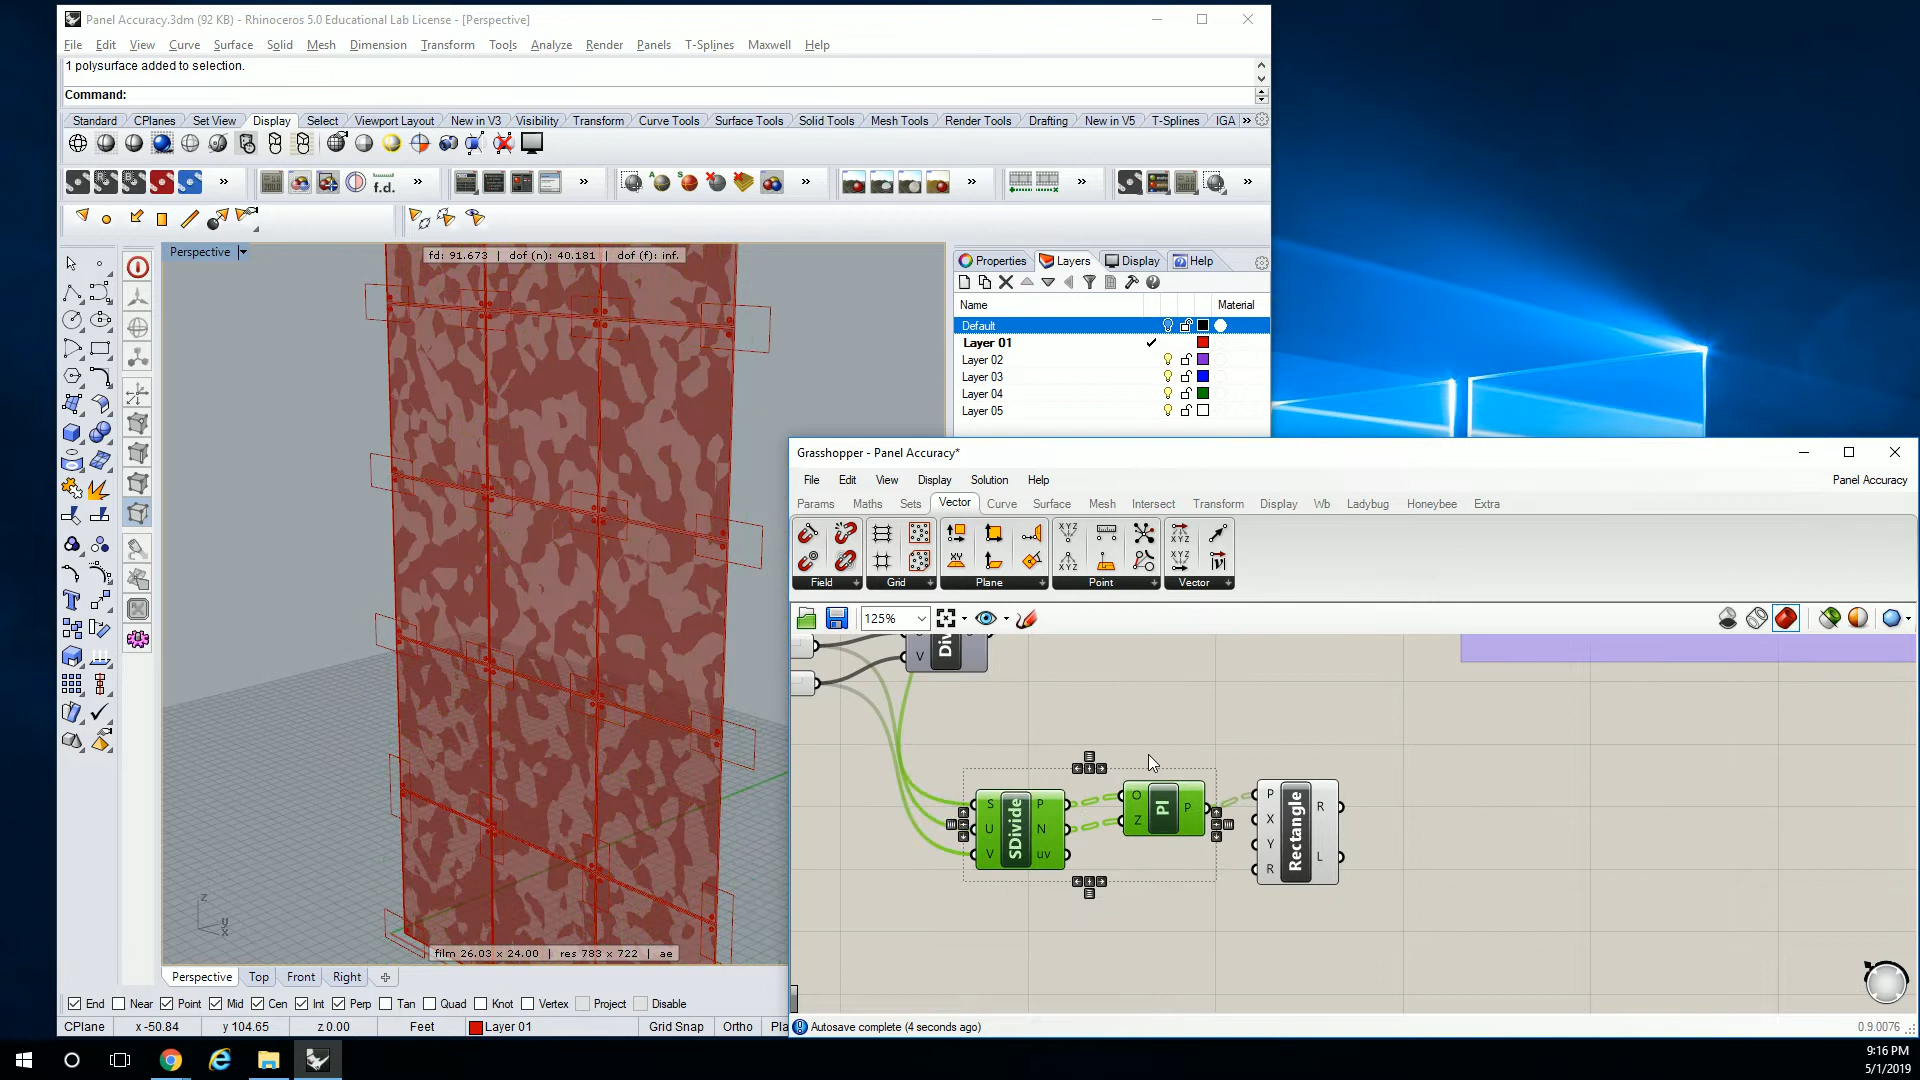 Panel Accuracy.3dm (92 KB) - Rhinoceros 5.0 Educational Lab License - [Perspective]
File Edit View Curve Surface Solid Mesh Dimension Transform Tools Analyze Render Panels T-Splines Maxwell Help
1 polysurface added to selection.
Command:
Standard CPlanes Set View Display Select Viewport Layout New in V3 Visibility Transform Curve Tools Surface Tools Solid Tools Mesh Tools Render Tools Drafting New in V5 T-Splines IGA »
f.d.
Perspective
fd: 91.673 | dof (n): 40.181 | dof (f): inf.
Properties Layers Display Help
Name Material
Default
Layer 01
Layer 02
Layer 03
Layer 04
Layer 05
Grasshopper - Panel Accuracy*
File Edit View Display Solution Help Panel Accuracy
Params Maths Sets Vector Curve Surface Mesh Intersect Transform Display Wb Ladybug Honeybee Extra
Field Grid Plane Point Vector
125%
Div
V
S U V SDivide P N uv
O Z Pl P
P X Y R Rectangle R L
film 26.03 x 24.00 | res 783 x 722 | ae
Perspective Top Front Right
End Near Point Mid Cen Int Perp Tan Quad Knot Vertex Project Disable
CPlane x -50.84 y 104.65 z 0.00 Feet Layer 01 Grid Snap Ortho Pla
Autosave complete (4 seconds ago) 0.9.0076
9:16 PM
5/1/2019